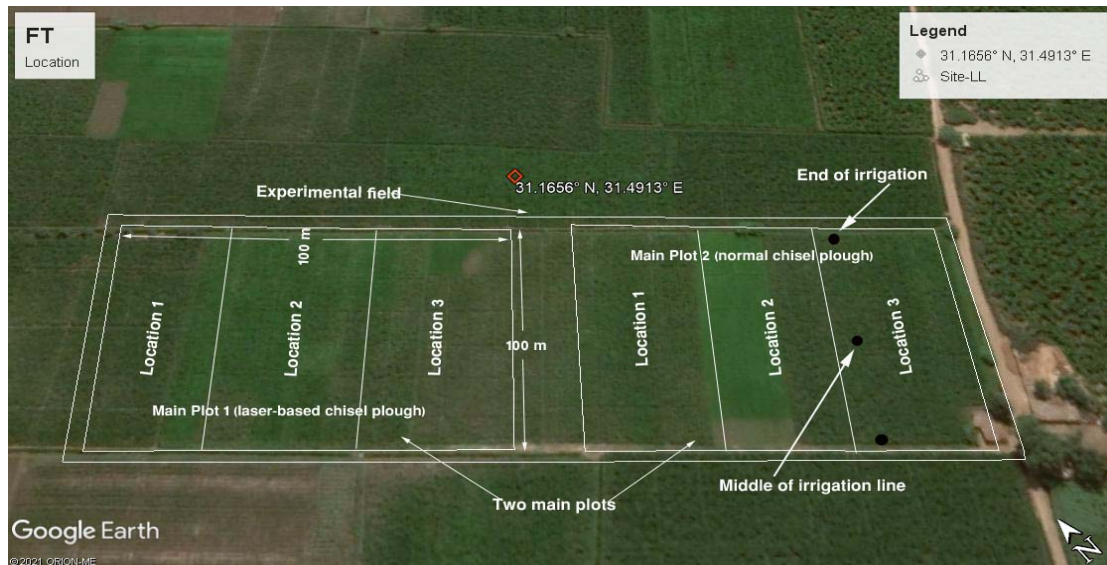 FT
Location
Legend
31.1656° N, 31.4913° E
Site-LL
31.1656° N, 31.4913° E
Experimental field
End of irrigation
100 m
Main Plot 2 (normal chisel plough)
Location 1
Location 2
Location 3
100 m
Location 1
Location 2
Location 3
Main Plot 1 (laser-based chisel plough)
Two main plots
Middle of irrigation line
Google Earth
© 2021 ORION-ME
N